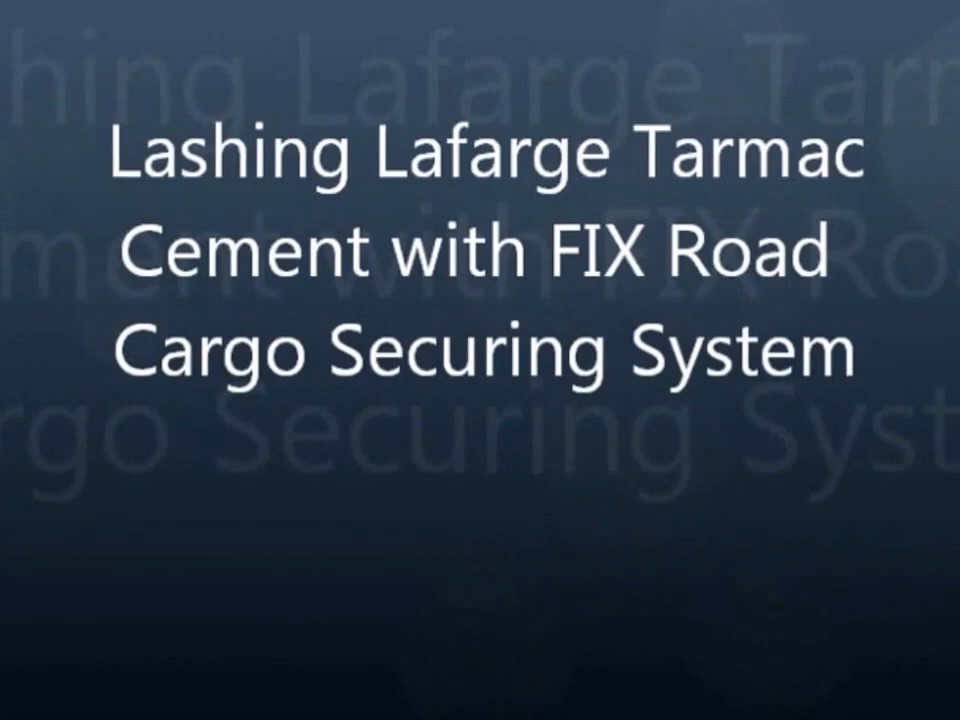 Lashing Lafarge Tarmac
Cement with FIX Road
Cargo Securing System